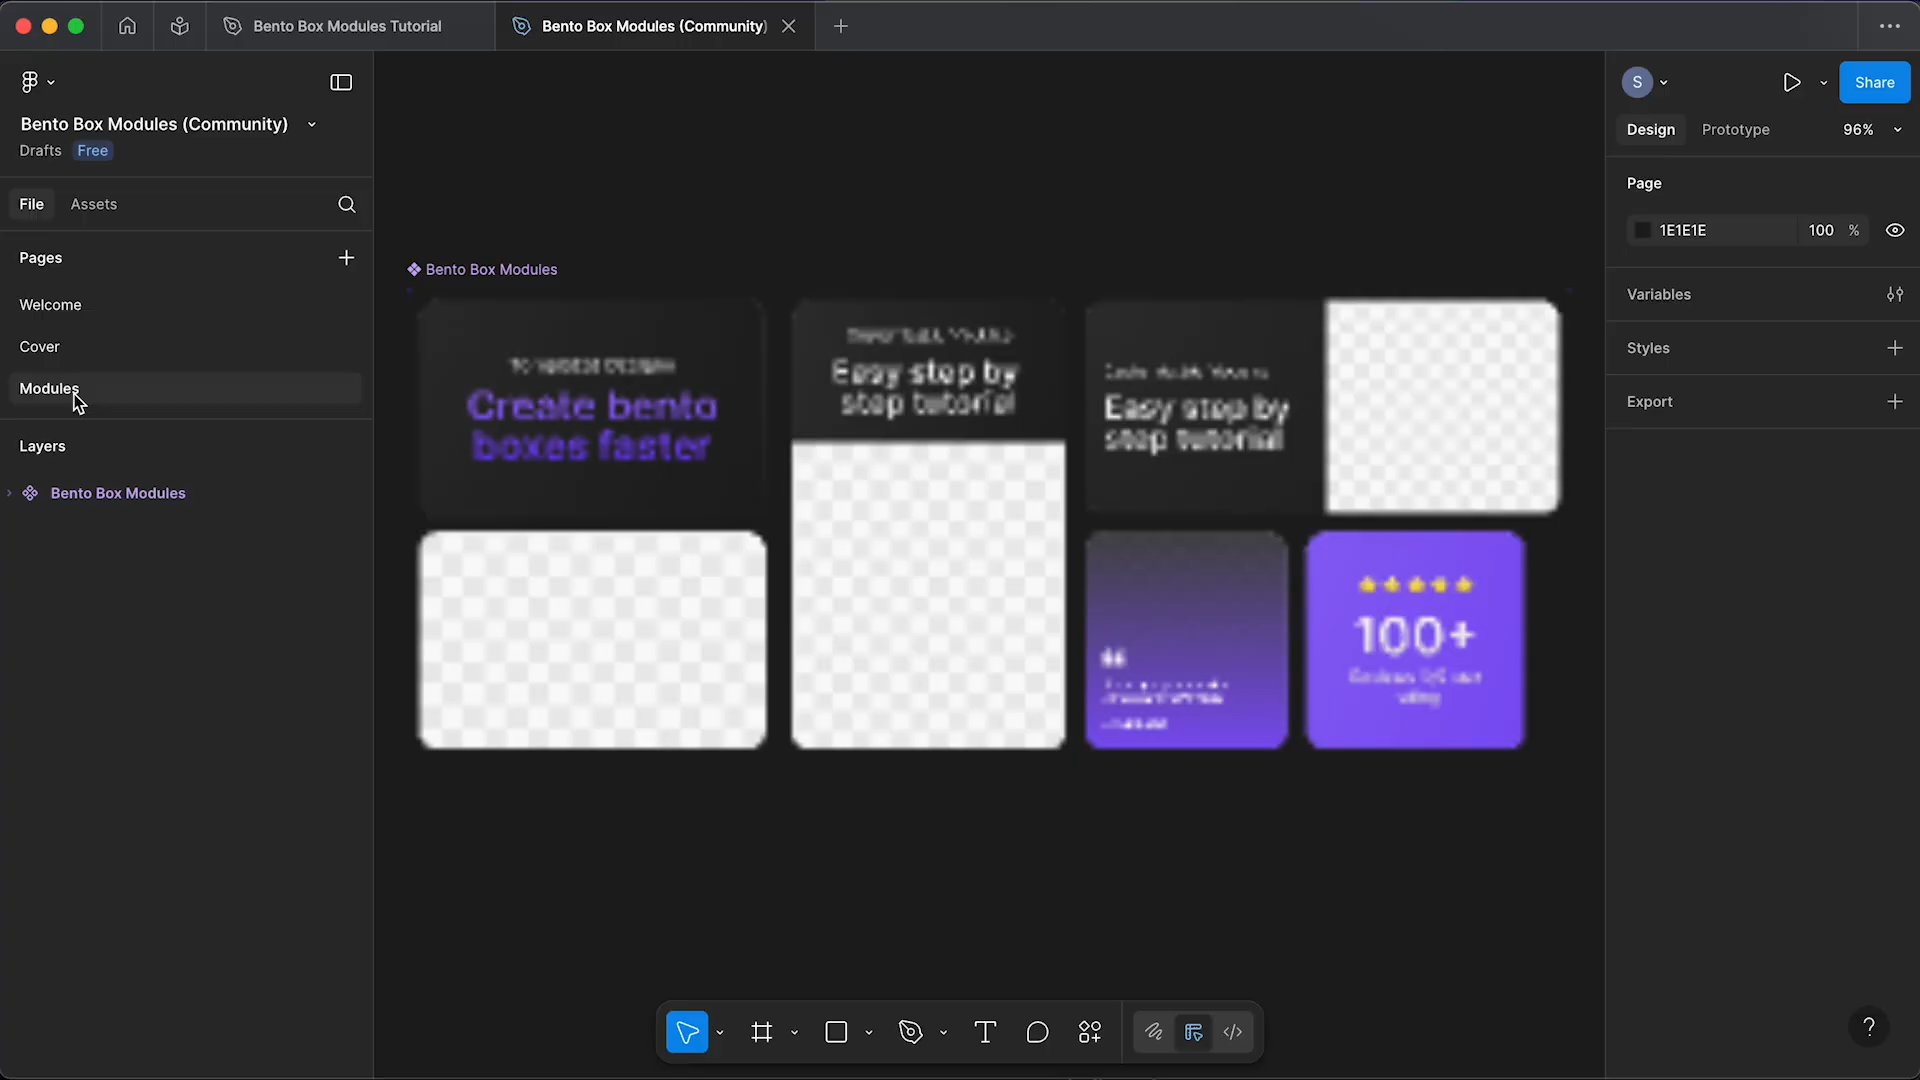 Bento Box Modules Tutorial
Bento Box Modules (Community)
Bento Box Modules (Community)
Drafts Free
File Assets
Pages
Welcome
Cover
Modules
Layers
Bento Box Modules
Bento Box Modules
Create bento
boxes faster
Easy step by
step tutorial
Easy step by
step tutorial
100+
S
Share
Design Prototype 96%
Page
1E1E1E 100 %
Variables
Styles
Export
?